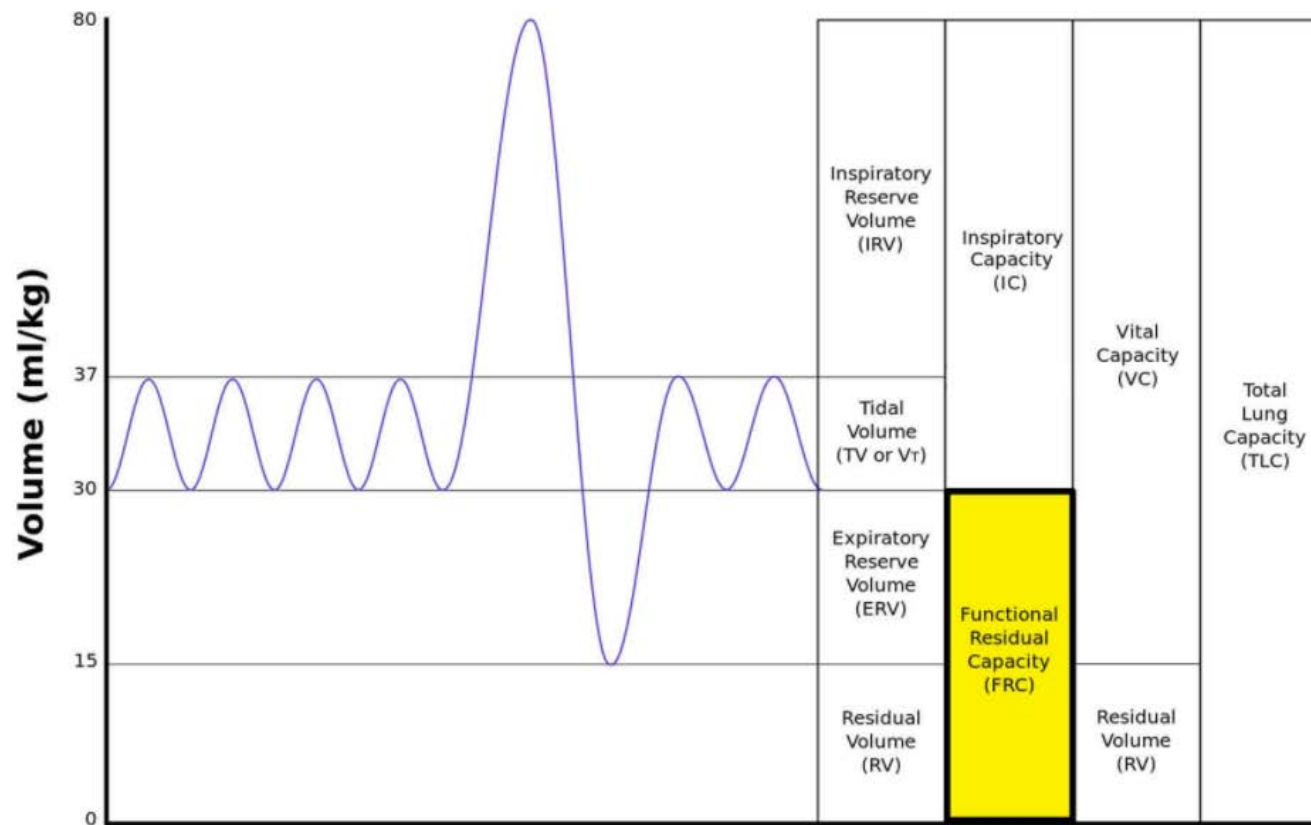 Volume (ml/kg)
80
37
30
15
0
Inspiratory
Reserve
Volume
(IRV)
Tidal
Volume
(TV or VT)
Expiratory
Reserve
Volume
(ERV)
Residual
Volume
(RV)
Inspiratory
Capacity
(IC)
Functional
Residual
Capacity
(FRC)
Vital
Capacity
(VC)
Residual
Volume
(RV)
Total
Lung
Capacity
(TLC)